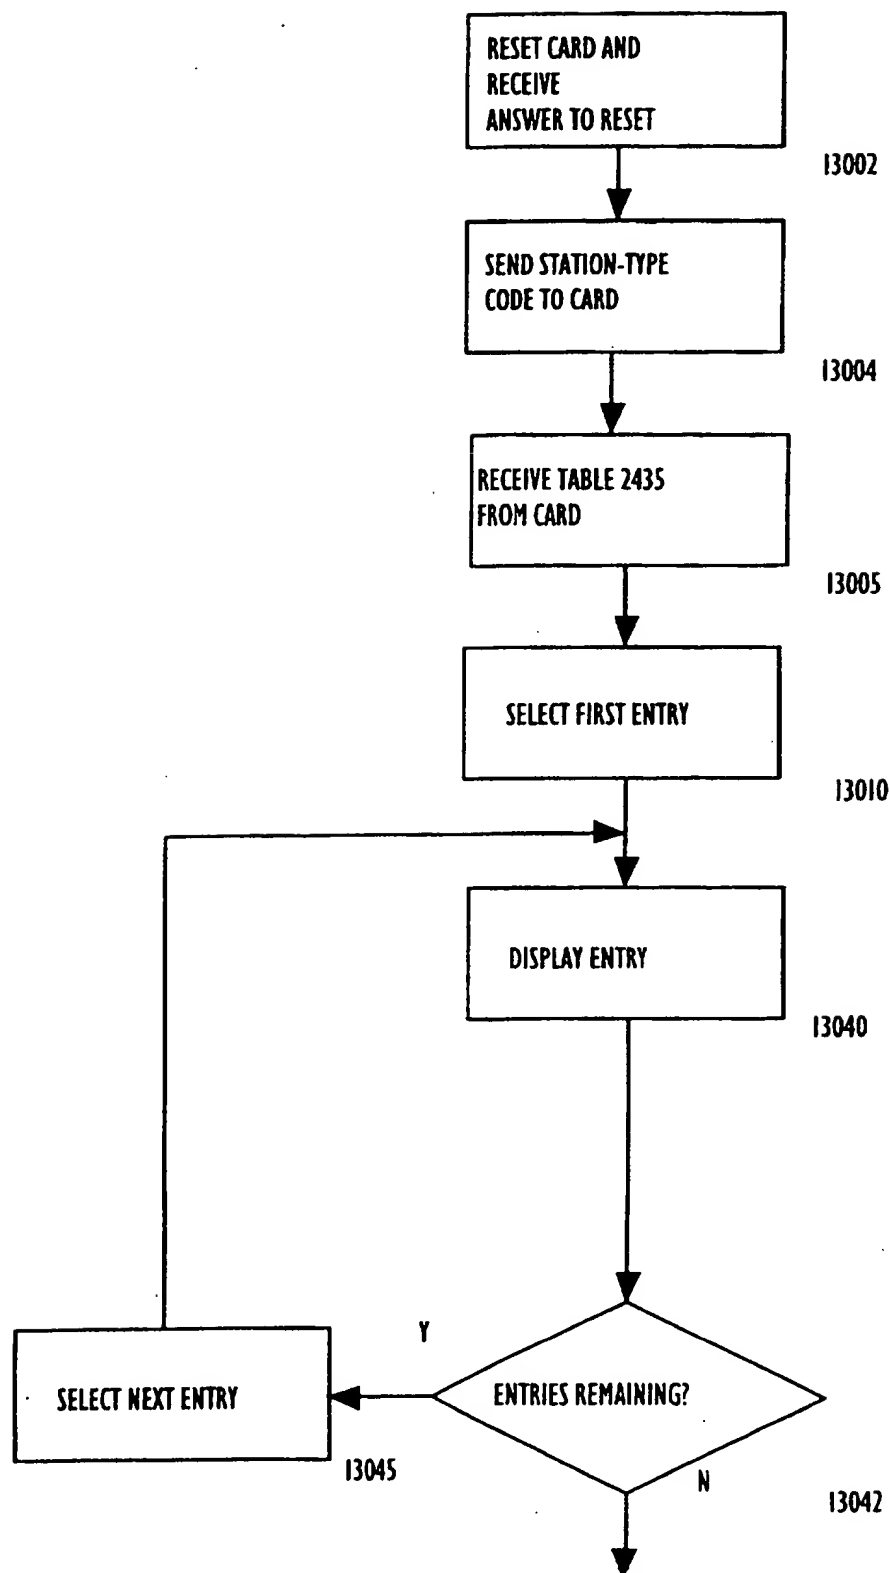 RESET CARD AND
RECEIVE
ANSWER TO RESET
13002
SEND STATION-TYPE
CODE TO CARD
13004
RECEIVE TABLE 2435
FROM CARD
13005
SELECT FIRST ENTRY
13010
DISPLAY ENTRY
13040
Y
SELECT NEXT ENTRY
ENTRIES REMAINING?
13045
N
13042